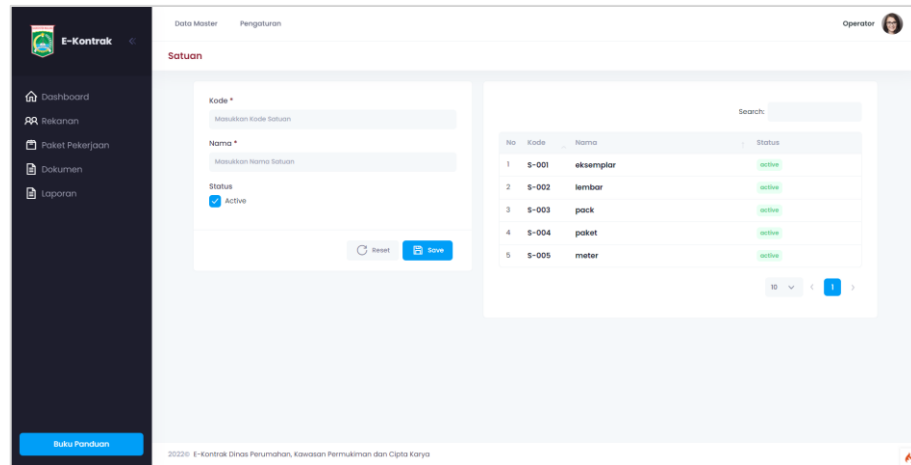 E-Kontrak
Data Master Pengaturan
Operator
Satuan
Dashboard
Rekanan
Paket Pekerjaan
Dokumen
Laporan
Buku Panduan
Kode *
Masukkan Kode Satuan
Nama *
Masukkan Nama Satuan
Status
Active
Reset Save
Search:
No Kode Nama Status
1 S-001 eksemplar active
2 S-002 lembar active
3 S-003 pack active
4 S-004 paket active
5 S-005 meter active
10 1
2022© E-Kontrak Dinas Perumahan, Kawasan Permukiman dan Cipta Karya